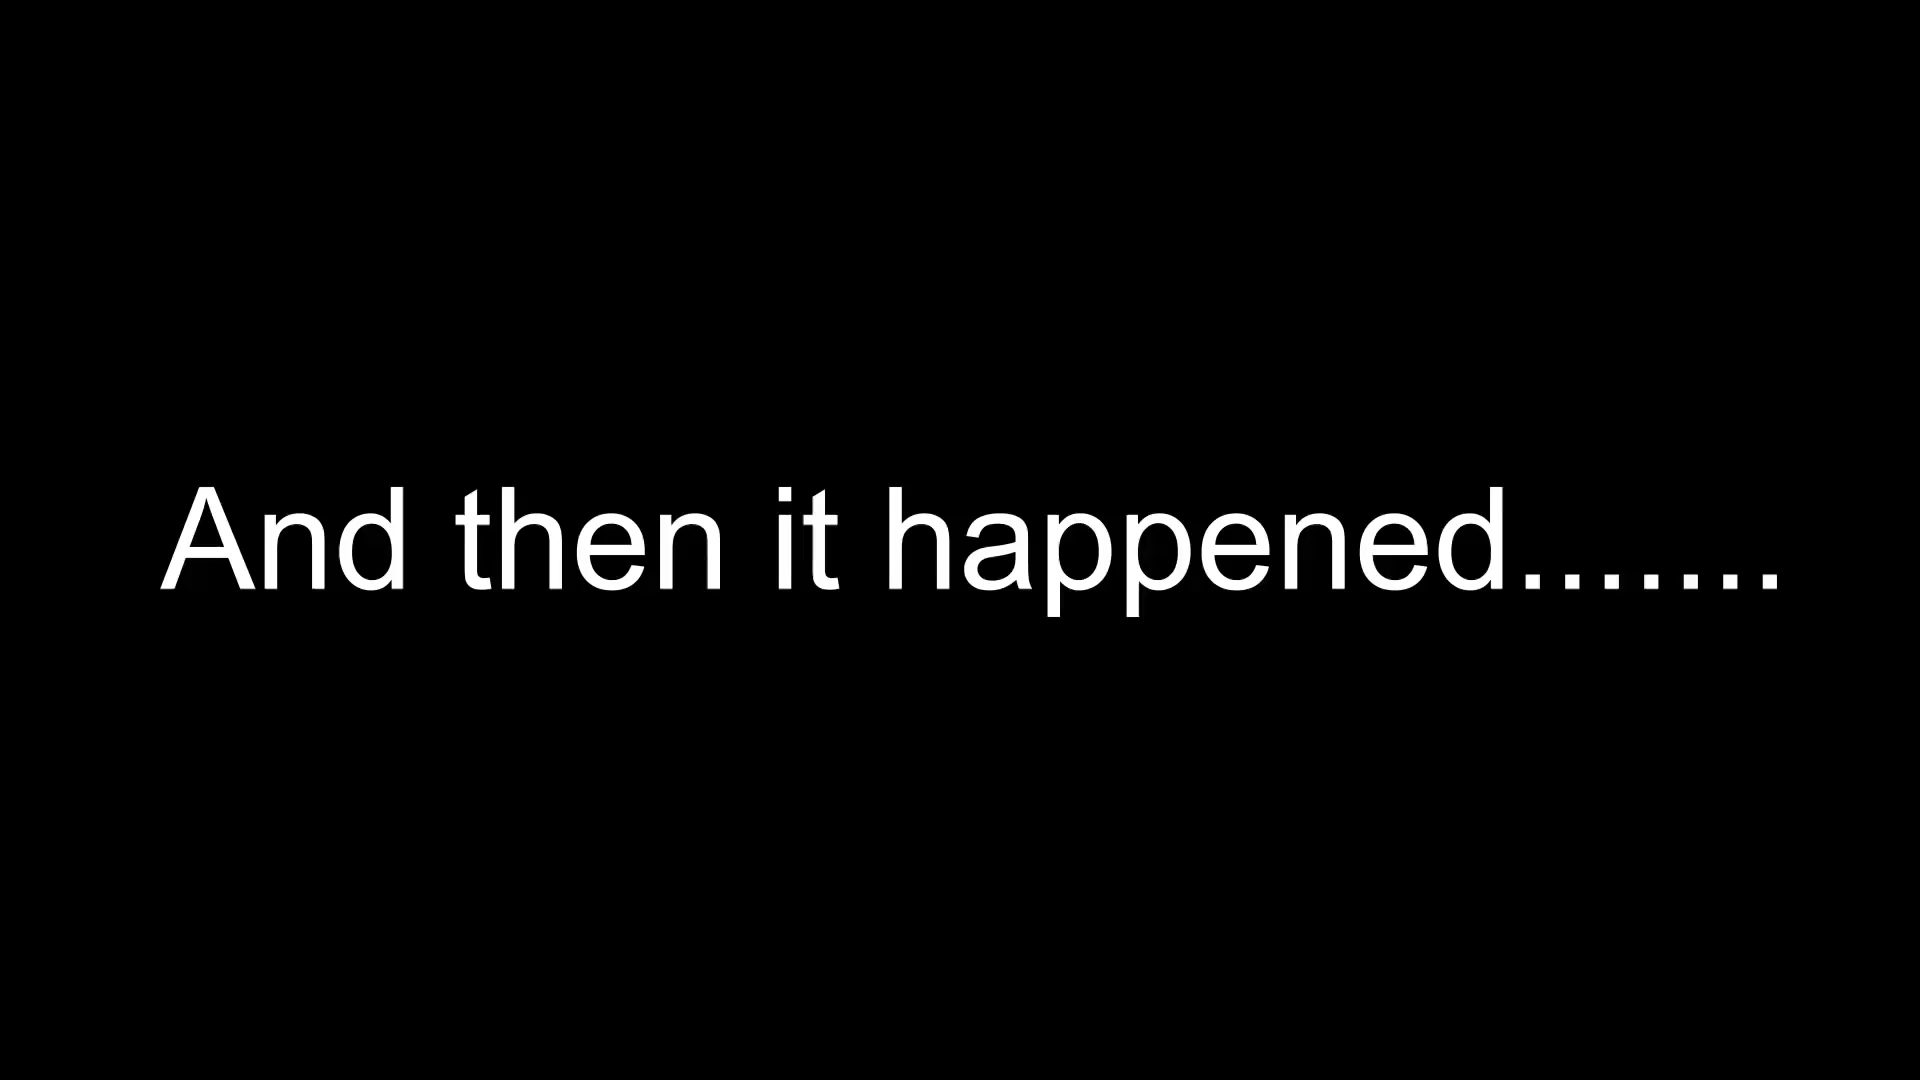 And then it happened.......